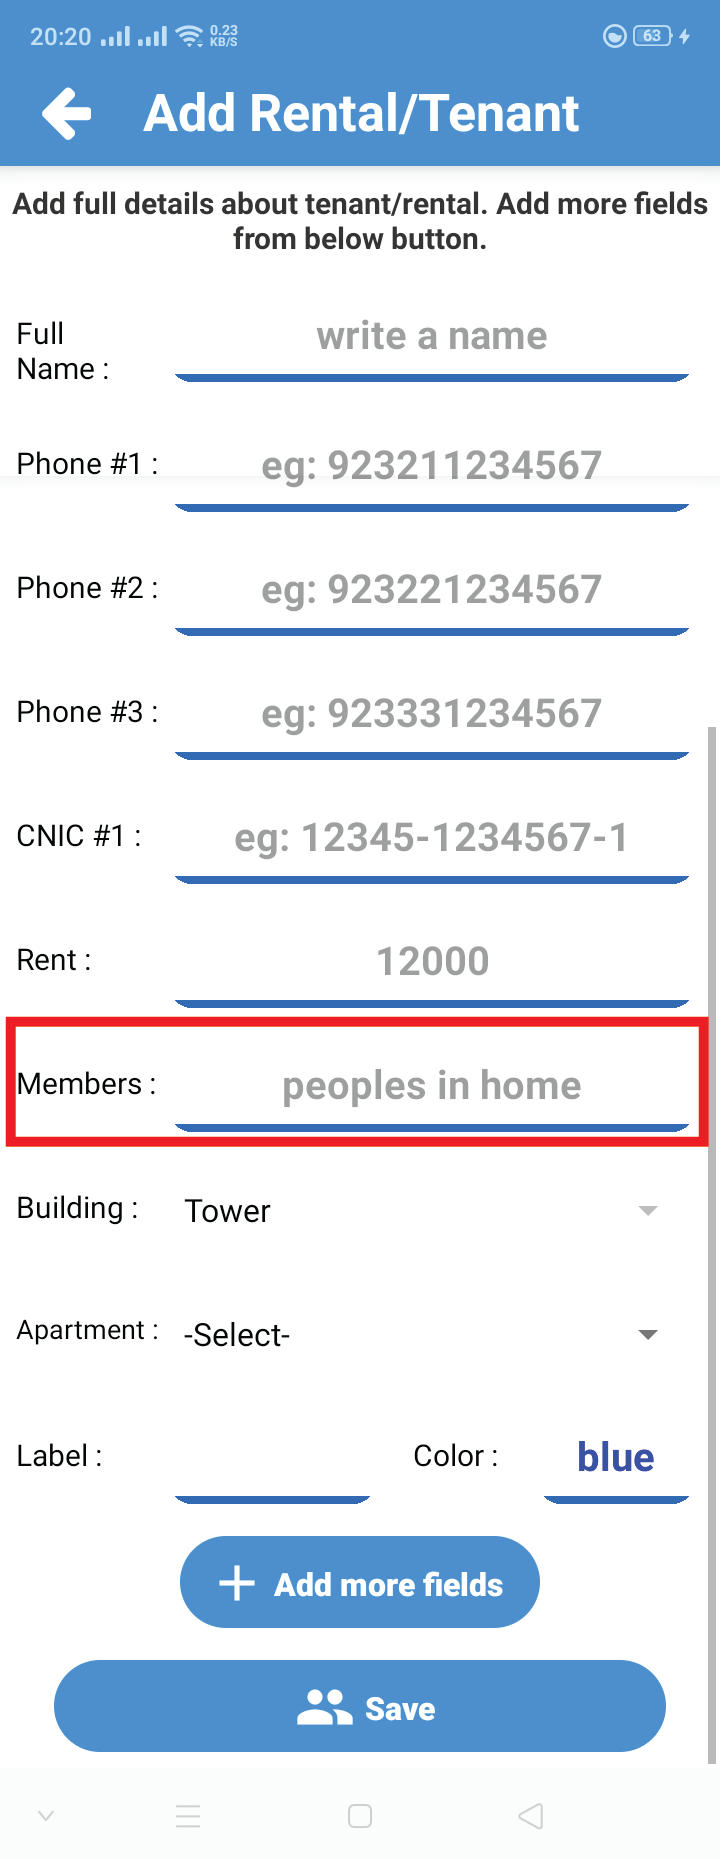 20:20
0.23
KB/S
63
Add Rental/Tenant
Add full details about tenant/rental. Add more fields
from below button.
Full
Name :
write a name
Phone #1 :
eg: 923211234567
Phone #2 :
eg: 923221234567
Phone #3 :
eg: 923331234567
CNIC #1 :
eg: 12345-1234567-1
Rent :
12000
Members :
peoples in home
Building :
Tower
Apartment :
-Select-
Label :
Color :
blue
Add more fields
Save